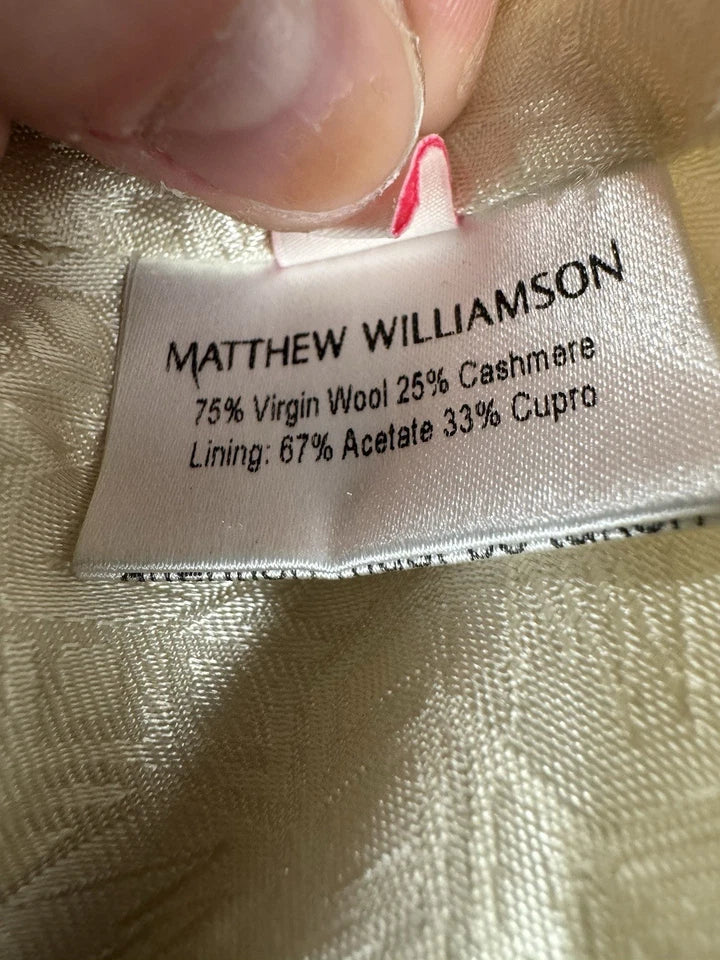 MATTHEW WILLIAMSON
75% Virgin Wool 25% Cashmere
Lining: 67% Acetate 33% Cupro